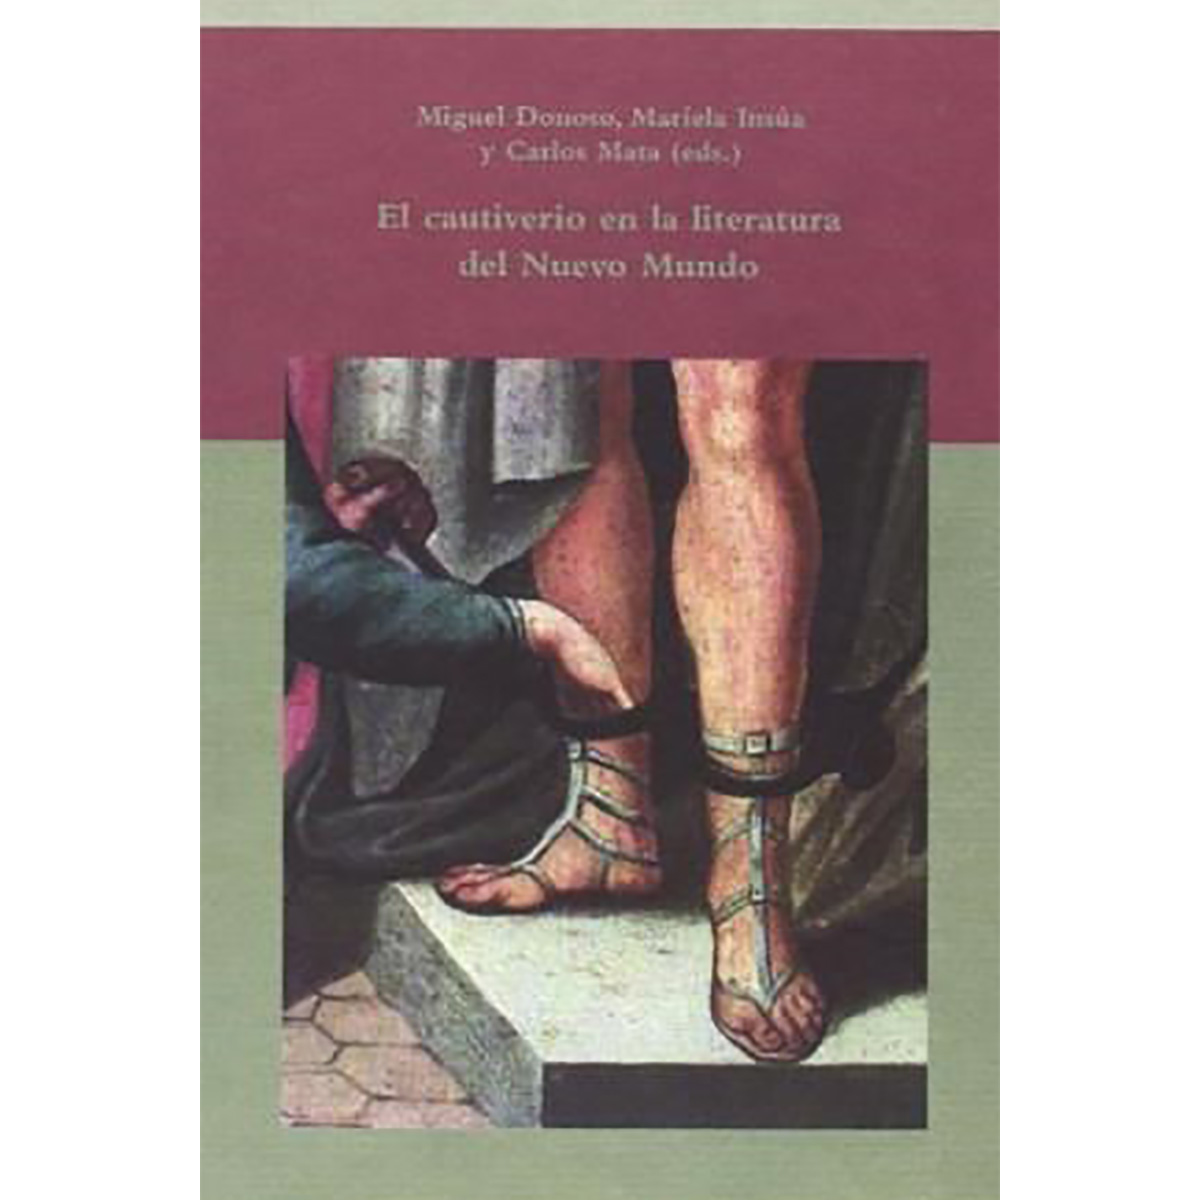 Miguel Donoso, Mariela Insúa
y Carlos Mata (eds.)
El cautiverio en la literatura
del Nuevo Mundo